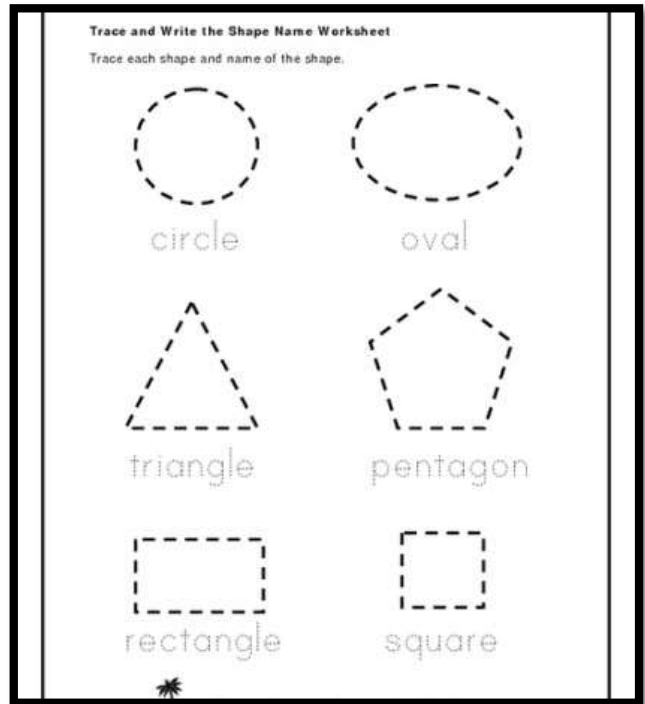 Trace and Write the Shape Name Worksheet
Trace each shape and name of the shape.
circle oval
triangle pentagon
rectangle square